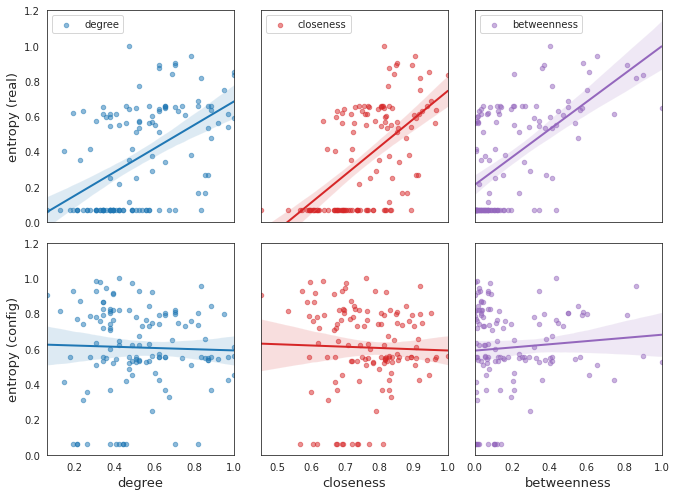 degree
closeness
betweenness
entropy (real)
1.2
1.0
0.8
0.6
0.4
0.2
0.0
entropy (config)
1.2
1.0
0.8
0.6
0.4
0.2
0.0
0.2 0.4 0.6 0.8 1.0
0.5 0.6 0.7 0.8 0.9 1.0
0.0 0.2 0.4 0.6 0.8 1.0
degree
closeness
betweenness